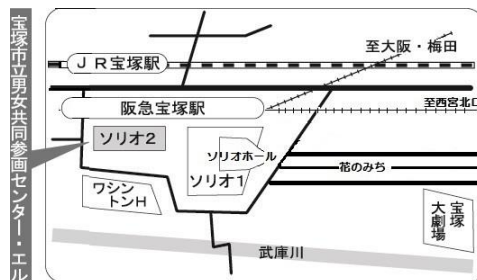 宝塚市立男女共同参画センター・エル
JR宝塚駅
至大阪・梅田
阪急宝塚駅
至西宮北口
ソリオ2
ソリオホール
ソリオ1
花のみち
ワシン
トンH
宝塚
大劇場
武庫川